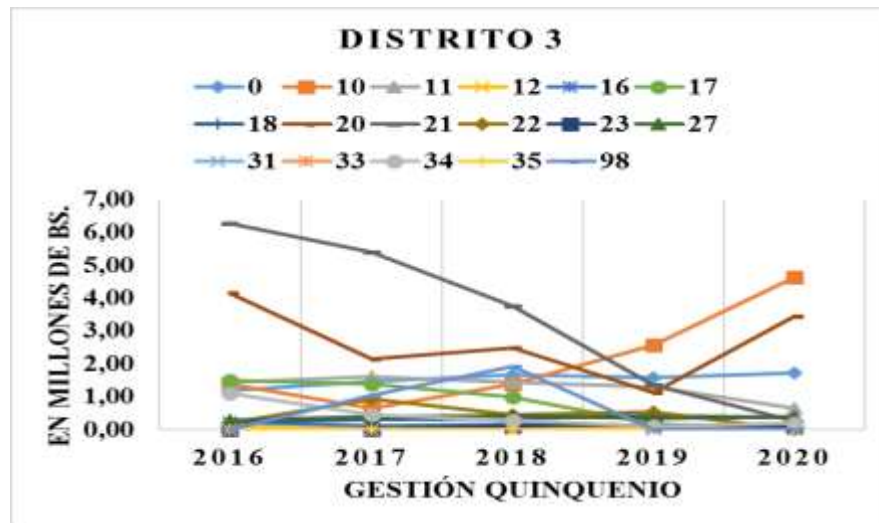 DISTRITO 3
0 10 11 12 16 17
18 20 21 22 23 27
31 33 34 35 98
EN MILLONES DE BS.
7,00
6,00
5,00
4,00
3,00
2,00
1,00
0,00
2016 2017 2018 2019 2020
GESTIÓN QUINQUENIO